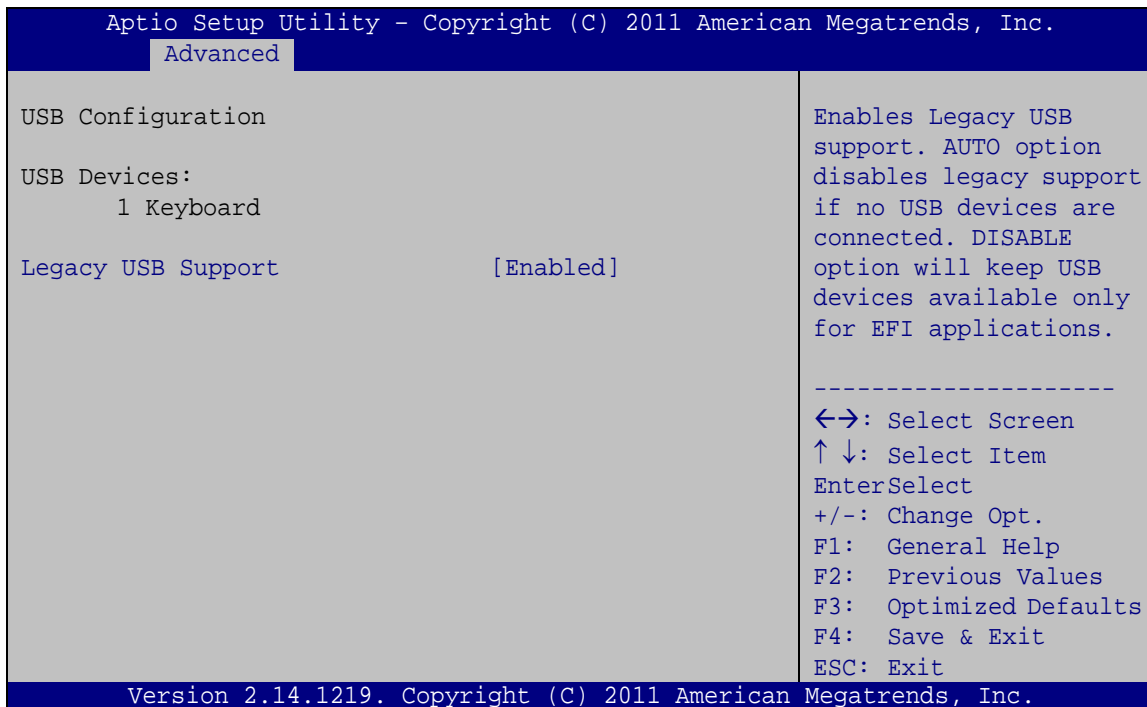 Aptio Setup Utility – Copyright (C) 2011 American Megatrends, Inc.
Advanced
USB Configuration
USB Devices:
1 Keyboard
Legacy USB Support [Enabled]
Enables Legacy USB
support. AUTO option
disables legacy support
if no USB devices are
connected. DISABLE
option will keep USB
devices available only
for EFI applications.
---------------------
←→: Select Screen
↑ ↓: Select Item
EnterSelect
+/-: Change Opt.
F1: General Help
F2: Previous Values
F3: Optimized Defaults
F4: Save & Exit
ESC: Exit
Version 2.14.1219. Copyright (C) 2011 American Megatrends, Inc.